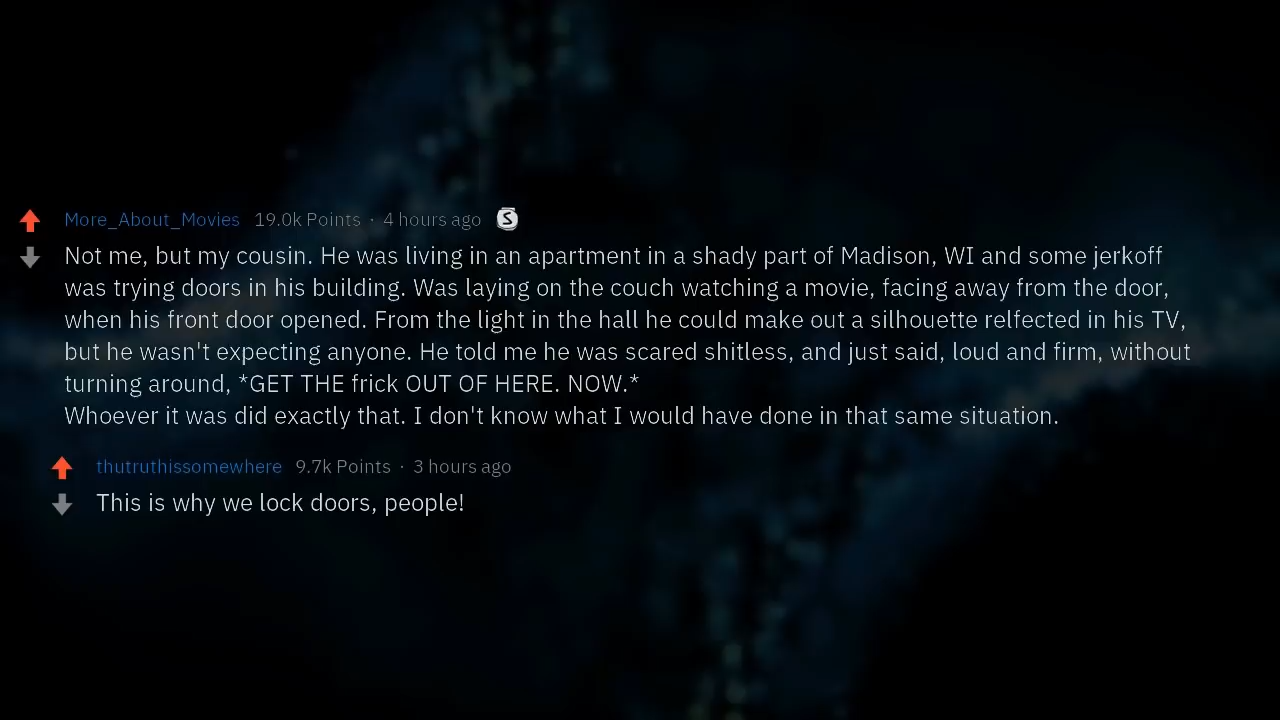 More_About_Movies 19.0k Points · 4 hours ago S
Not me, but my cousin. He was living in an apartment in a shady part of Madison, WI and some jerkoff
was trying doors in his building. Was laying on the couch watching a movie, facing away from the door,
when his front door opened. From the light in the hall he could make out a silhouette relfected in his TV,
but he wasn't expecting anyone. He told me he was scared shitless, and just said, loud and firm, without
turning around, *GET THE frick OUT OF HERE. NOW.*
Whoever it was did exactly that. I don't know what I would have done in that same situation.
thutruthissomewhere 9.7k Points · 3 hours ago
This is why we lock doors, people!